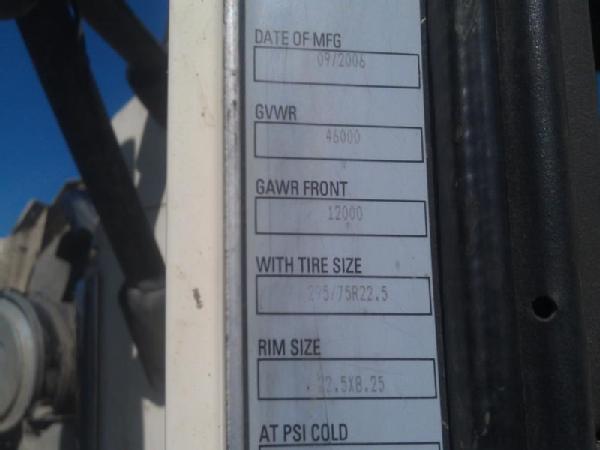 DATE OF MFG
09/2006
GVWR
46000
GAWR FRONT
12000
WITH TIRE SIZE
295/75R22.5
RIM SIZE
22.5X8.25
AT PSI COLD